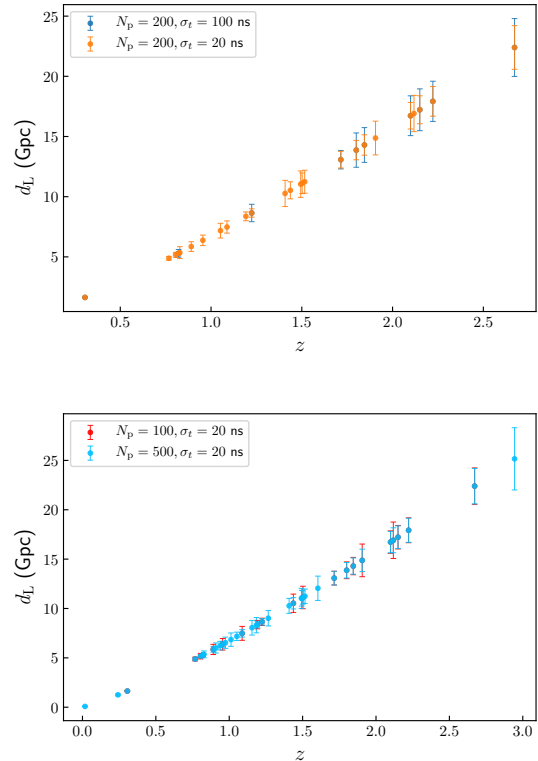 25
20
15
10
5
d_L (Gpc)
N_p = 200, σ_t = 100 ns
N_p = 200, σ_t = 20 ns
0.5 1.0 1.5 2.0 2.5
z
25
20
15
10
5
0
d_L (Gpc)
N_p = 100, σ_t = 20 ns
N_p = 500, σ_t = 20 ns
0.0 0.5 1.0 1.5 2.0 2.5 3.0
z